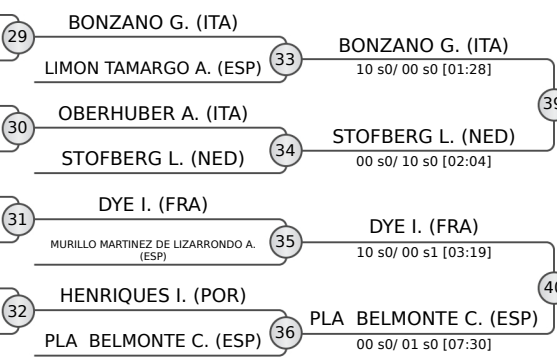 BONZANO G. (ITA)
29
33
BONZANO G. (ITA)
LIMON TAMARGO A. (ESP)
10 s0/ 00 s0 [01:28]
39
OBERHUBER A. (ITA)
30
34
STOFBERG L. (NED)
STOFBERG L. (NED)
00 s0/ 10 s0 [02:04]
DYE I. (FRA)
31
35
DYE I. (FRA)
MURILLO MARTINEZ DE LIZARRONDO A.
(ESP)
10 s0/ 00 s1 [03:19]
40
HENRIQUES I. (POR)
32
36
PLA BELMONTE C. (ESP)
PLA BELMONTE C. (ESP)
00 s0/ 01 s0 [07:30]